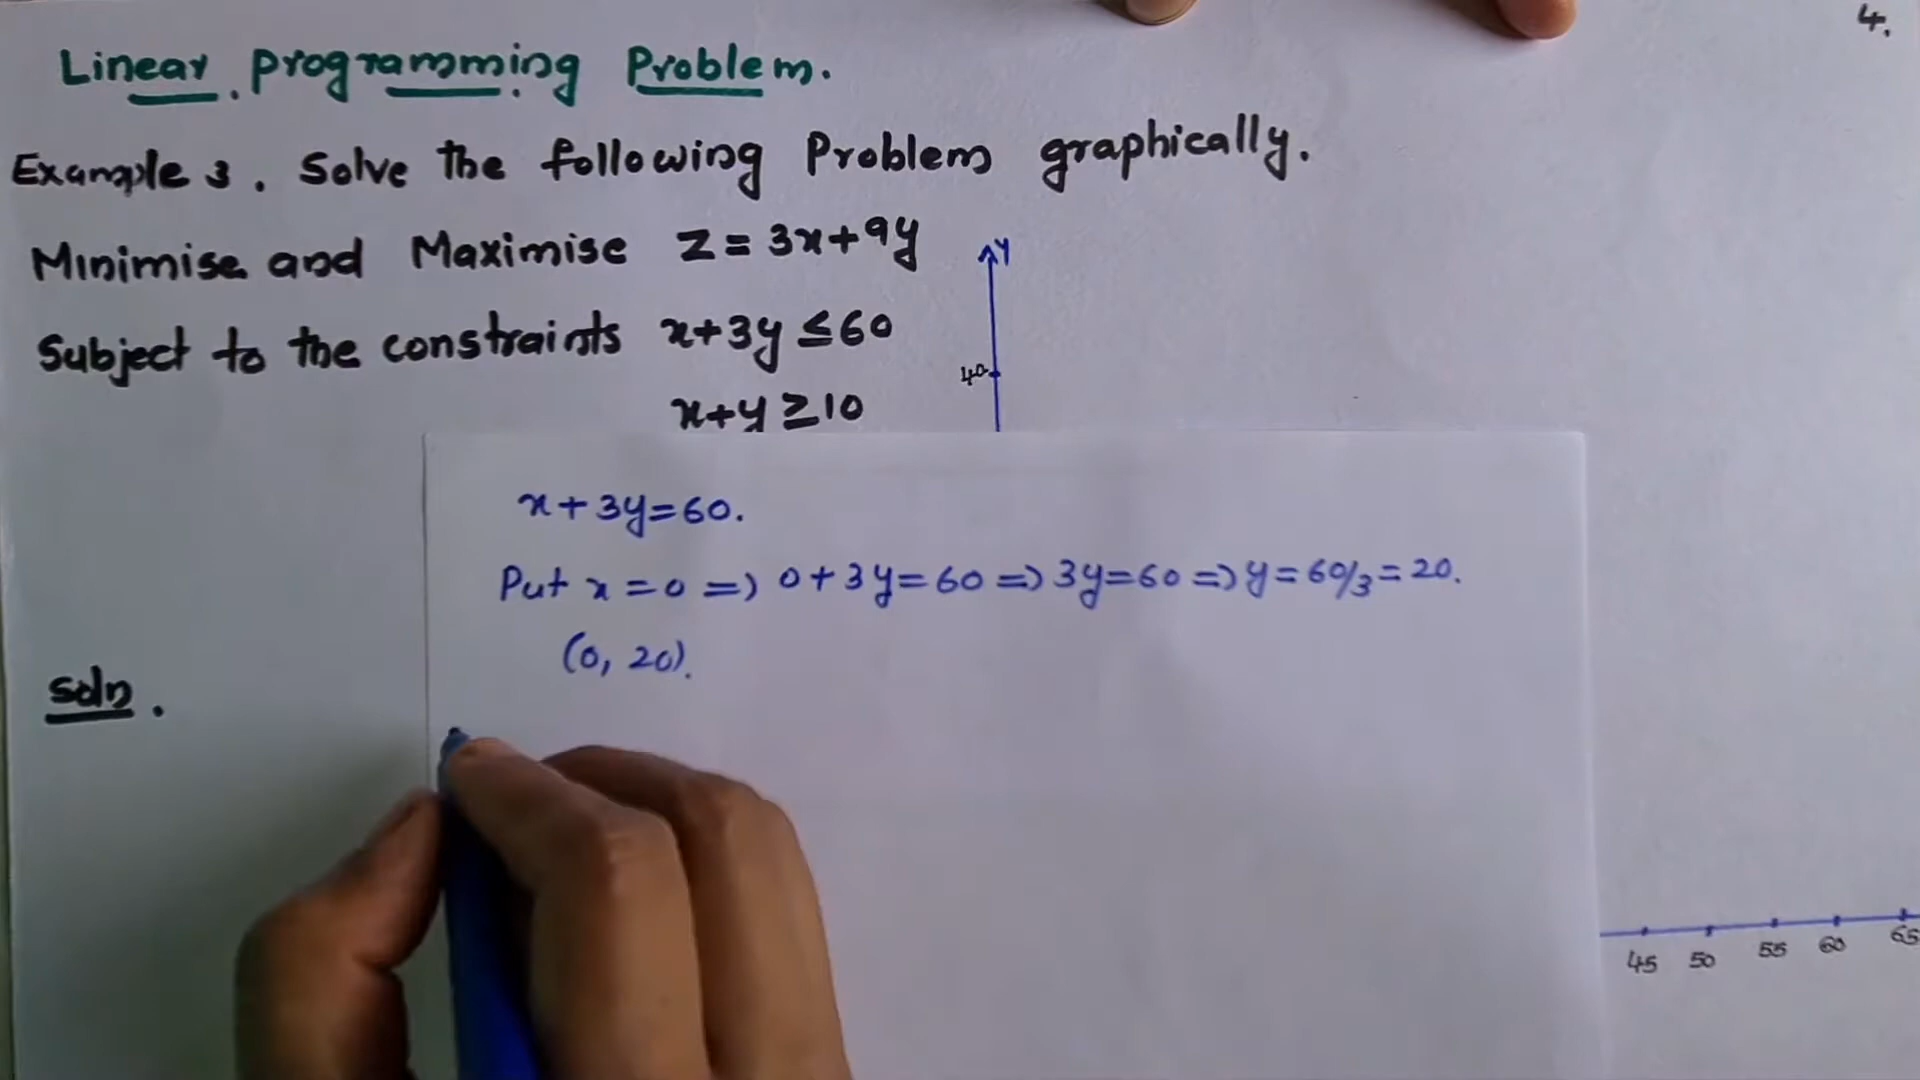 4.
Linear programming Problem.
Example 3. Solve the following Problem graphically.
Minimise and Maximise Z = 3x+9y
Subject to the constraints x+3y ≤ 60
x+y ≥ 10
Y
40
x + 3y = 60.
Put x = 0 => 0 + 3y = 60 => 3y = 60 => y = 60/3 = 20.
(0, 20).
Soln.
45 50 55 60 65